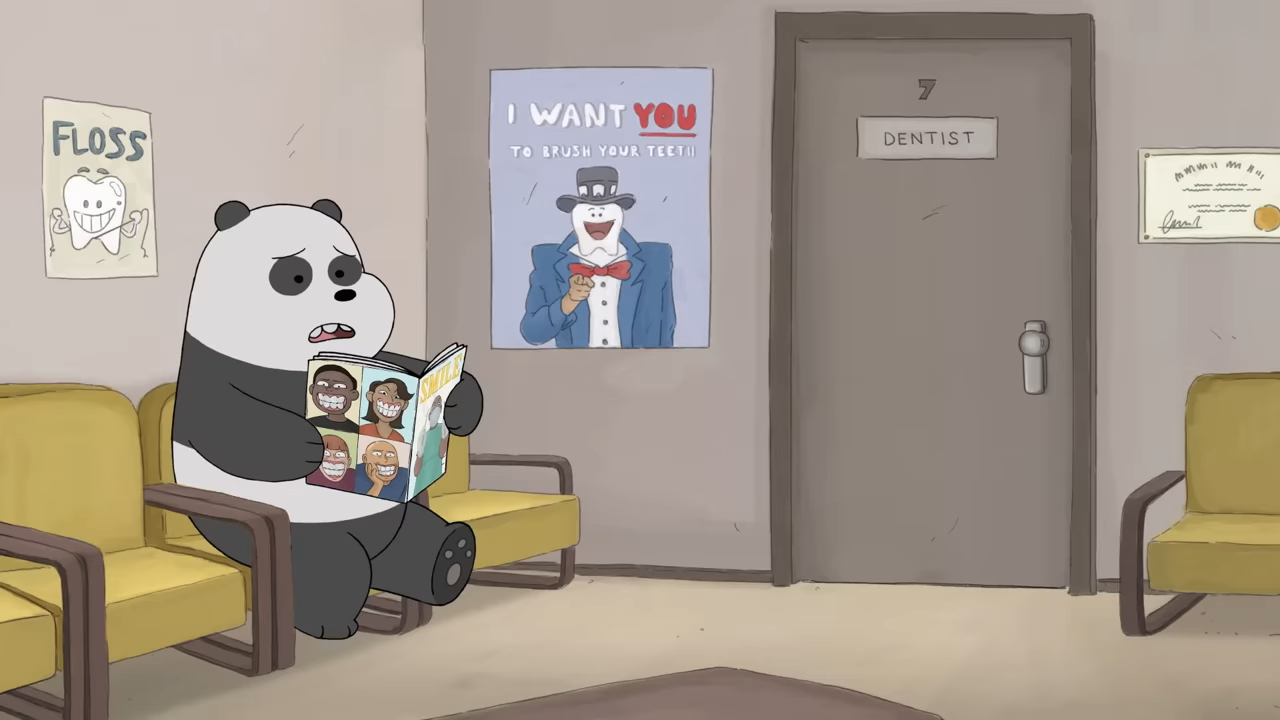 FLOSS
I WANT YOU
TO BRUSH YOUR TEETH
7
DENTIST
SMILE